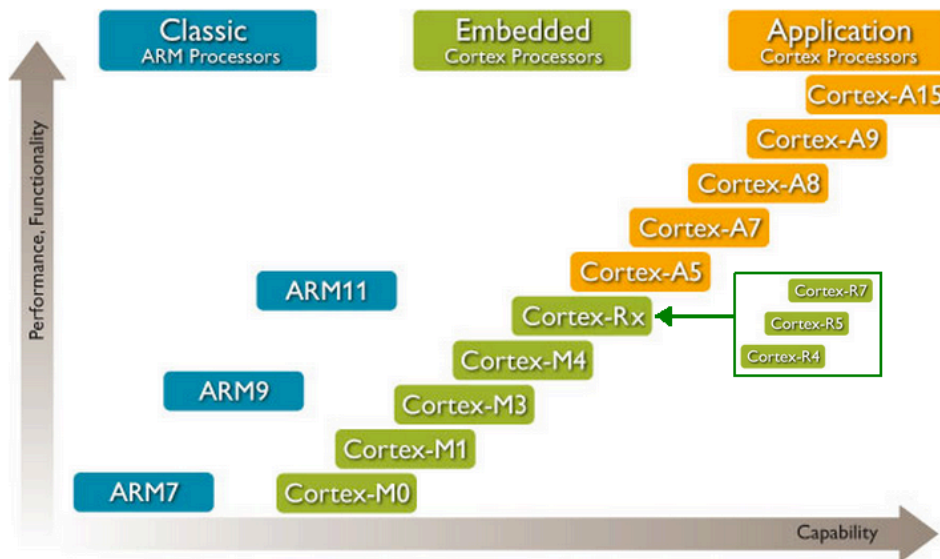 Classic
ARM Processors
Embedded
Cortex Processors
Application
Cortex Processors
Performance, Functionality
Cortex-A15
Cortex-A9
Cortex-A8
Cortex-A7
Cortex-A5
ARM11
Cortex-R7
Cortex-Rx
Cortex-R5
Cortex-R4
Cortex-M4
ARM9
Cortex-M3
Cortex-M1
ARM7
Cortex-M0
Capability